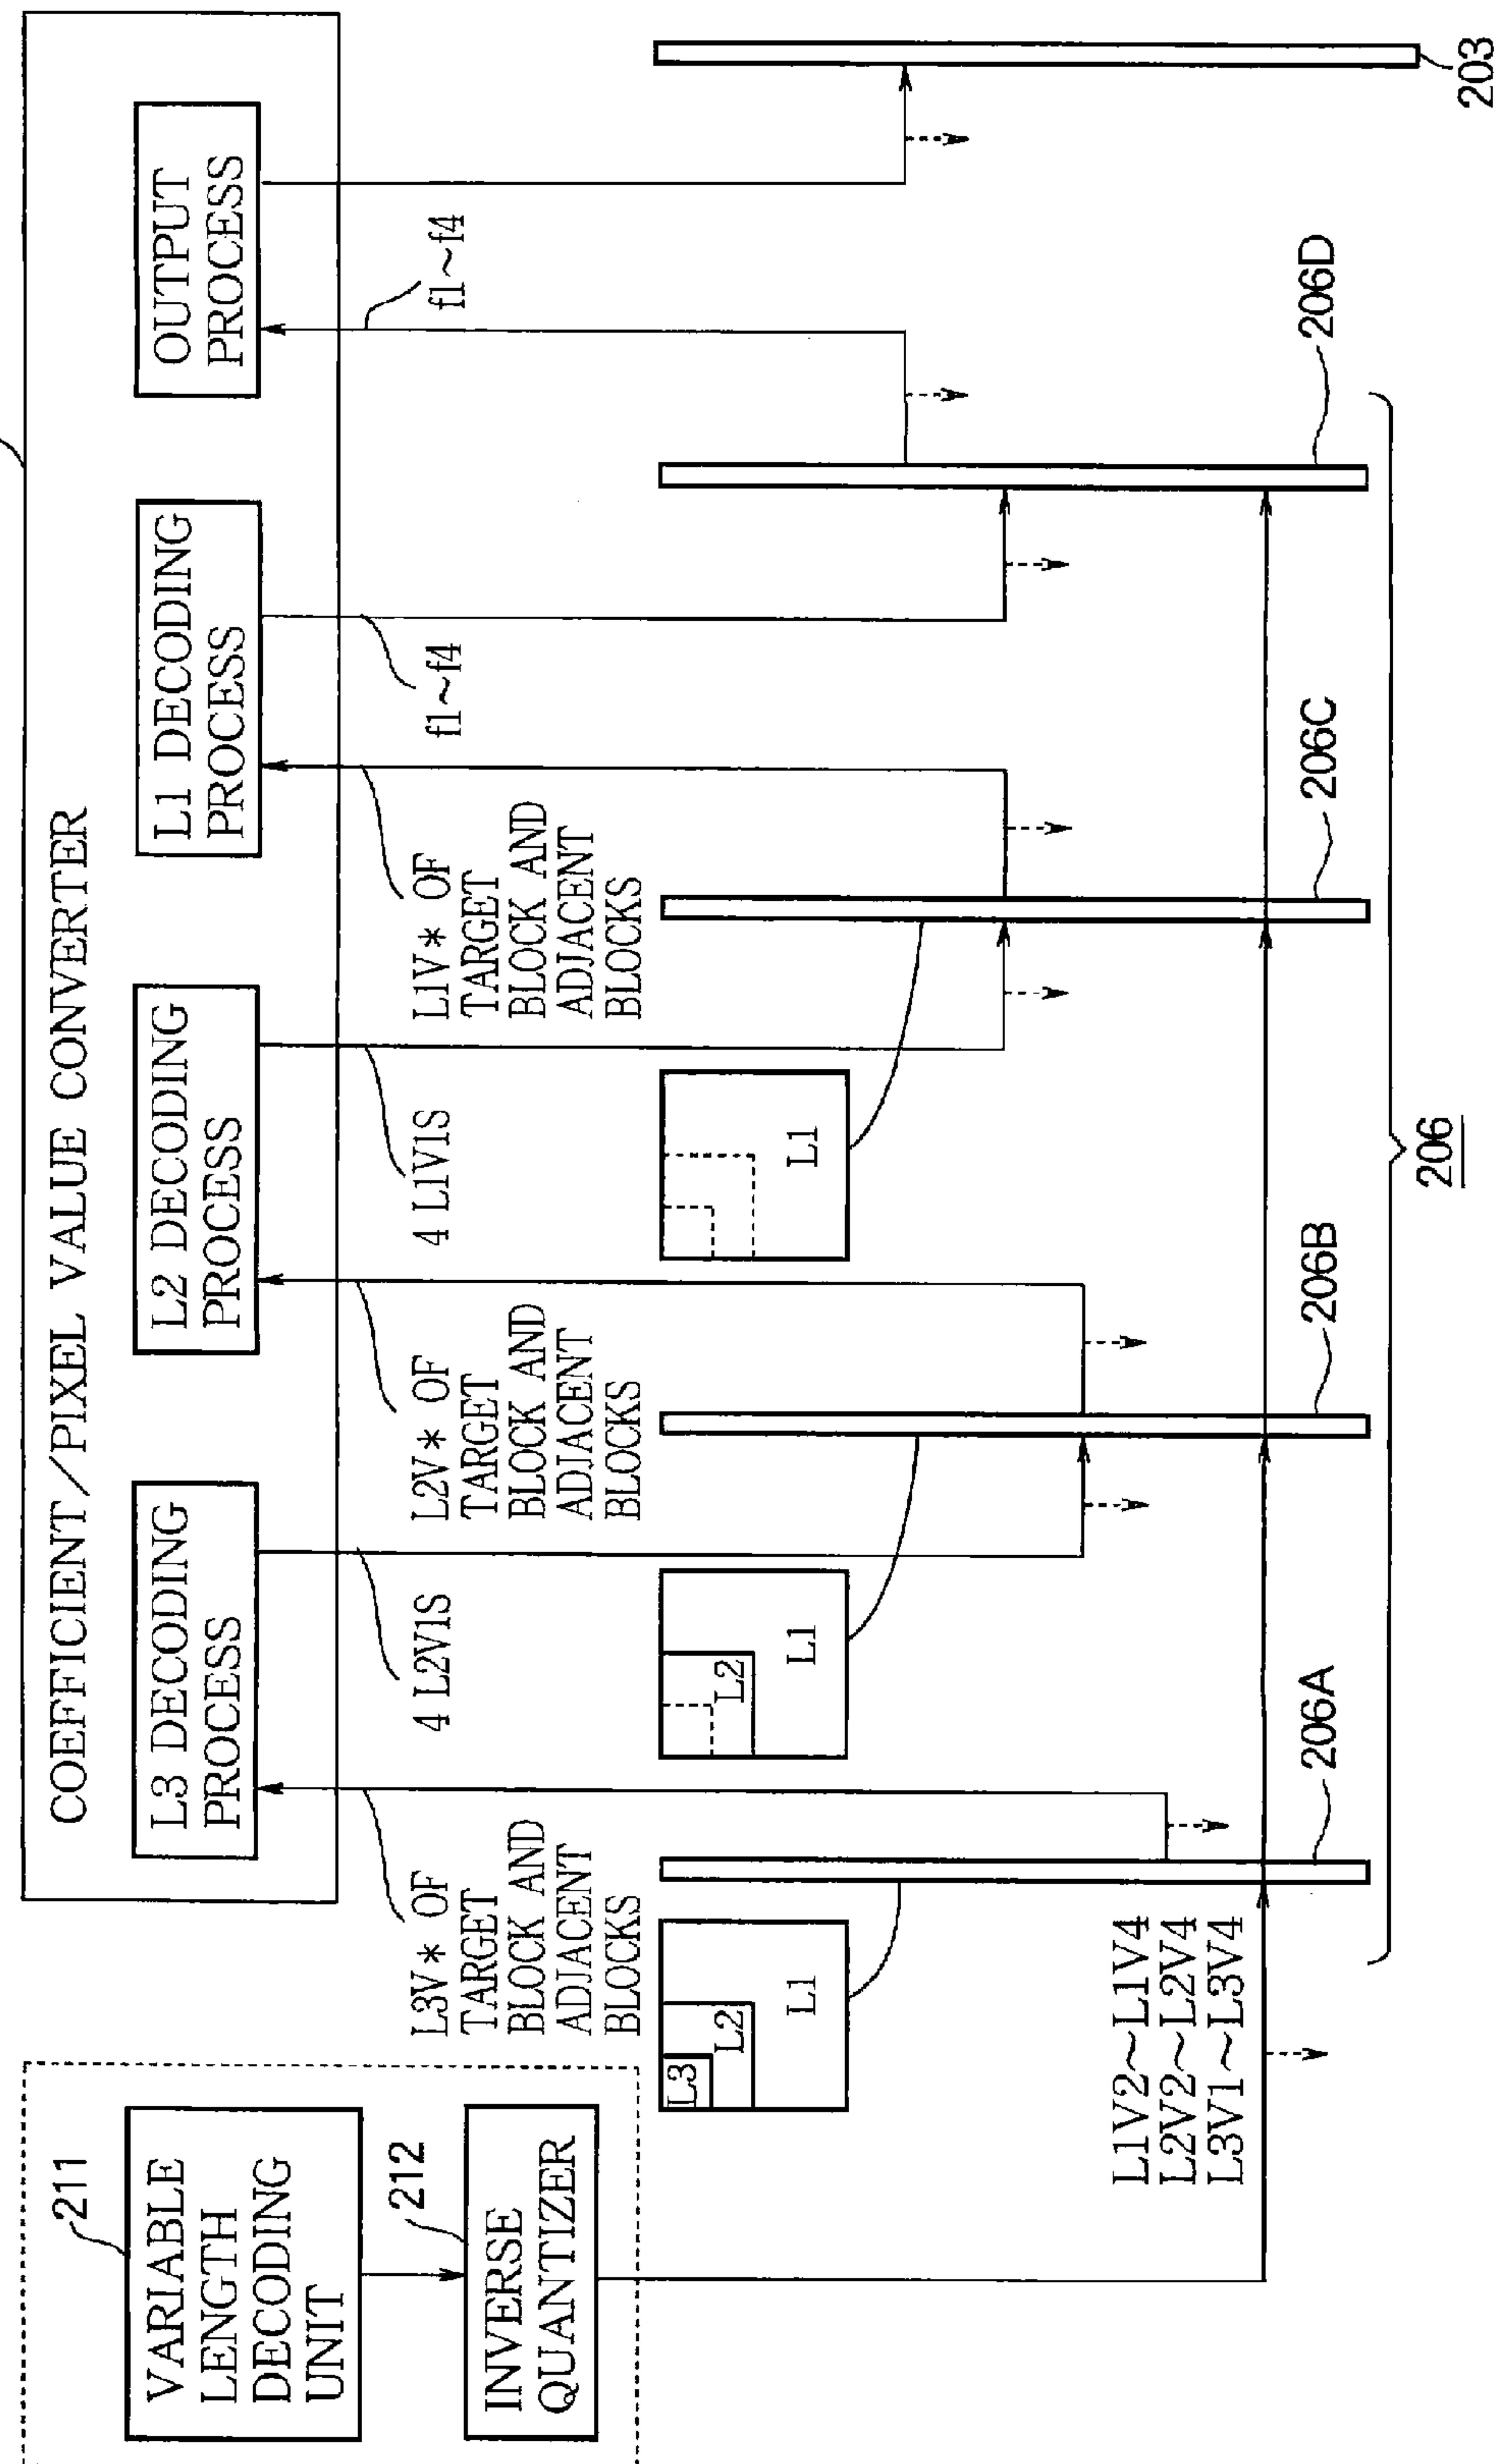 COEFFICIENT/PIXEL VALUE CONVERTER
211
VARIABLE
LENGTH
DECODING
UNIT
212
INVERSE
QUANTIZER
L3 DECODING
PROCESS
L2 DECODING
PROCESS
L1 DECODING
PROCESS
OUTPUT
PROCESS
L3V* OF
TARGET
BLOCK AND
ADJACENT
BLOCKS
4 L2V1S
L2V* OF
TARGET
BLOCK AND
ADJACENT
BLOCKS
4 L1V1S
L1V* OF
TARGET
BLOCK AND
ADJACENT
BLOCKS
f1~f4
f1~f4
L3
L2
L1
L2
L1
L1
L1V2~L1V4
L2V2~L2V4
L3V1~L3V4
206A
206B
206C
206D
203
206